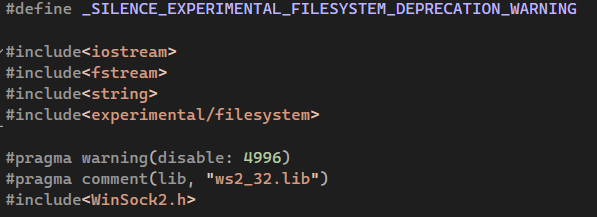 #define _SILENCE_EXPERIMENTAL_FILESYSTEM_DEPRECATION_WARNING
#include<iostream>
#include<fstream>
#include<string>
#include<experimental/filesystem>
#pragma warning(disable: 4996)
#pragma comment(lib, "ws2_32.lib")
#include<WinSock2.h>